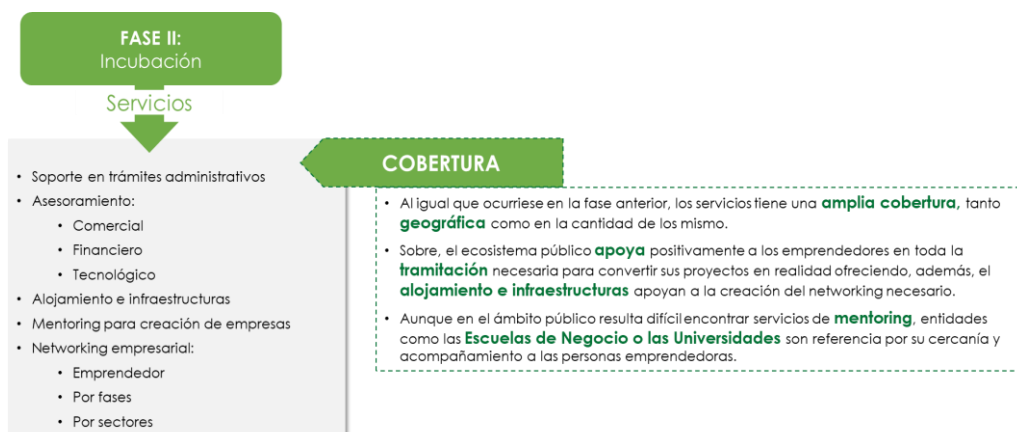 FASE II:
Incubación
Servicios
• Soporte en trámites administrativos
• Asesoramiento:
• Comercial
• Financiero
• Tecnológico
• Alojamiento e infraestructuras
• Mentoring para creación de empresas
• Networking empresarial:
• Emprendedor
• Por fases
• Por sectores
COBERTURA
• Al igual que ocurriese en la fase anterior, los servicios tiene una amplia cobertura, tanto
geográfica como en la cantidad de los mismo.
• Sobre, el ecosistema público apoya positivamente a los emprendedores en toda la
tramitación necesaria para convertir sus proyectos en realidad ofreciendo, además, el
alojamiento e infraestructuras apoyan a la creación del networking necesario.
• Aunque en el ámbito público resulta difícil encontrar servicios de mentoring, entidades
como las Escuelas de Negocio o las Universidades son referencia por su cercanía y
acompañamiento a las personas emprendedoras.